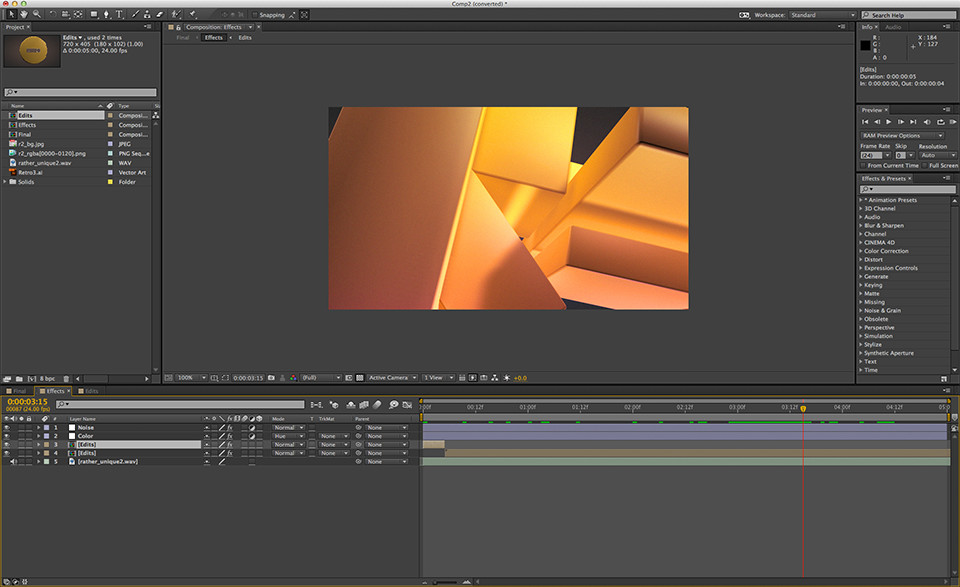 Comp2 (converted) *
Snapping
Workspace: Standard
Search Help
Project ×
Edits ▾, used 2 times
720 x 405 (180 x 102) (1.00)
Δ 0:00:05:00, 24.00 fps
Name Type Si
Edits Composi...
Effects Composi...
Final Composi...
r2_bg.jpg JPEG
r2_rgba[0000-0120].png PNG Seq...e
rather_unique2.wav WAV
Retro3.ai Vector Art
Solids Folder
8 bpc
Composition: Effects
Final Effects Edits
100% 0:00:03:15 (Full) Active Camera 1 View +0.0
Info × Audio
R : X : 184
G : Y : 127
B :
A : 0
[Edits]
Duration: 0:00:00:05
In: 0:00:00:00, Out: 0:00:00:04
Preview ×
RAM Preview Options
Frame Rate Skip Resolution
(24) 0 Auto
From Current Time Full Screen
Effects & Presets ×
* Animation Presets
3D Channel
Audio
Blur & Sharpen
Channel
CINEMA 4D
Color Correction
Distort
Expression Controls
Generate
Keying
Matte
Missing
Noise & Grain
Obsolete
Perspective
Simulation
Stylize
Synthetic Aperture
Text
Time
Final Effects × Edits
0:00:03:15
00087 (24.00 fps)
# Layer Name Mode T TrkMat Parent
1 Noise Normal None
2 Color Hue None None
3 [Edits] Normal None None
4 [Edits] Normal None None
5 [rather_unique2.wav] None
:00f 00:12f 01:00f 01:12f 02:00f 02:12f 03:00f 03:12f 04:00f 04:12f 05:0